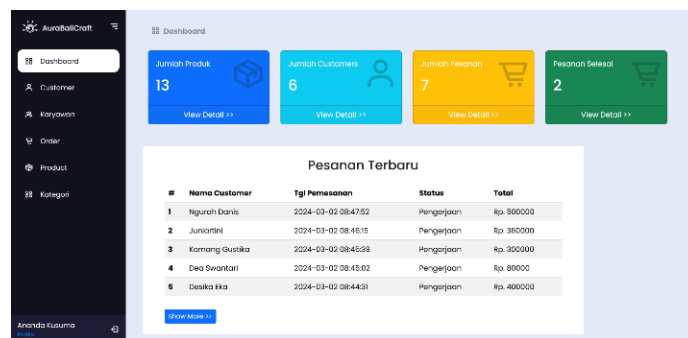 AuraBaliCraft
Dashboard
Customer
Karyawan
Order
Product
Kategori
Ananda Kusuma
Profile
Dashboard
Jumlah Produk
13
View Detail >>
Jumlah Customers
6
View Detail >>
Jumlah Pesanan
7
View Detail >>
Pesanan Selesai
2
View Detail >>
Pesanan Terbaru
# Nama Customer Tgl Pemesanan Status Total
1 Ngurah Danis 2024-03-02 08:47:52 Pengerjaan Rp. 500000
2 Juniartini 2024-03-02 08:46:15 Pengerjaan Rp. 360000
3 Komang Gustika 2024-03-02 08:45:39 Pengerjaan Rp. 300000
4 Dea Swantari 2024-03-02 08:45:02 Pengerjaan Rp. 80000
5 Desika Eka 2024-03-02 08:44:31 Pengerjaan Rp. 400000
Show More >>